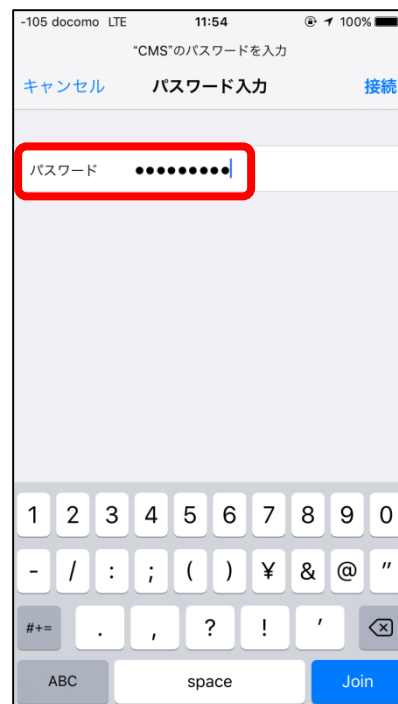 -105 docomo LTE 11:54 100%
“CMS”のパスワードを入力
キャンセル パスワード入力 接続
パスワード ●●●●●●●●●
1 2 3 4 5 6 7 8 9 0
- / : ; ( ) ¥ & @ "
#+= . , ? ! ′
ABC space Join